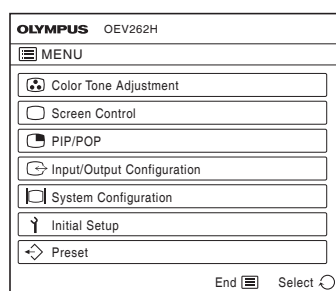 OLYMPUS OEV262H
MENU
Color Tone Adjustment
Screen Control
PIP/POP
Input/Output Configuration
System Configuration
Initial Setup
Preset
End Select